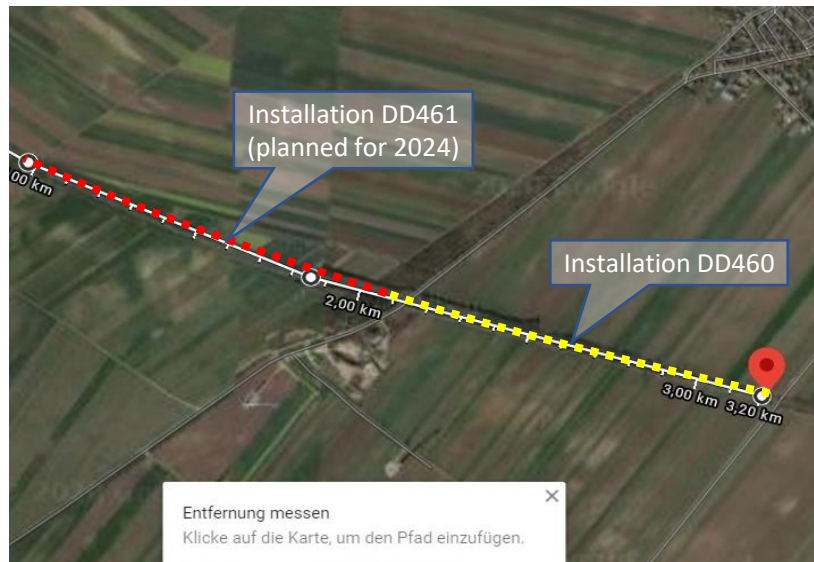 Installation DD461
(planned for 2024)
Installation DD460
00 km
2,00 km
3,00 km
3,20 km
Entfernung messen
Klicke auf die Karte, um den Pfad einzufügen.